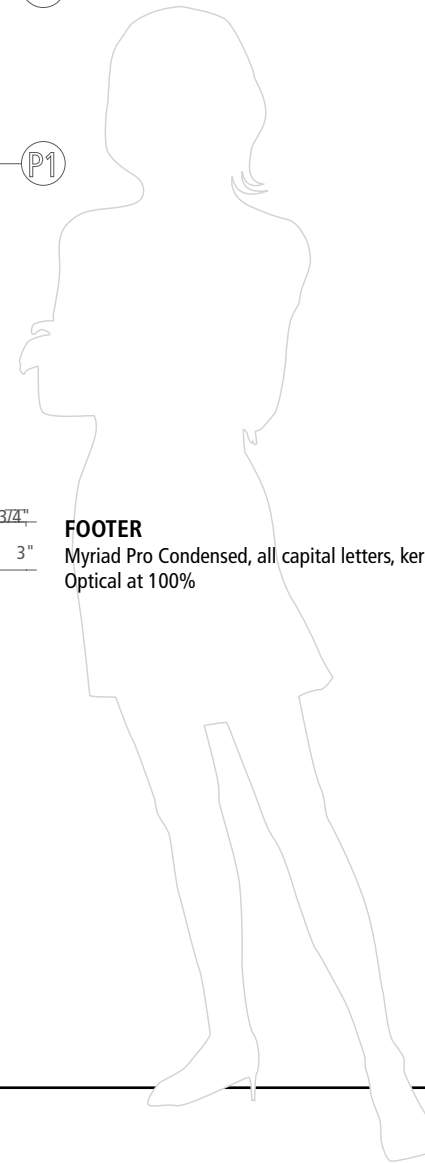 P1
3/4"
FOOTER
3" Myriad Pro Condensed, all capital letters, ker
Optical at 100%